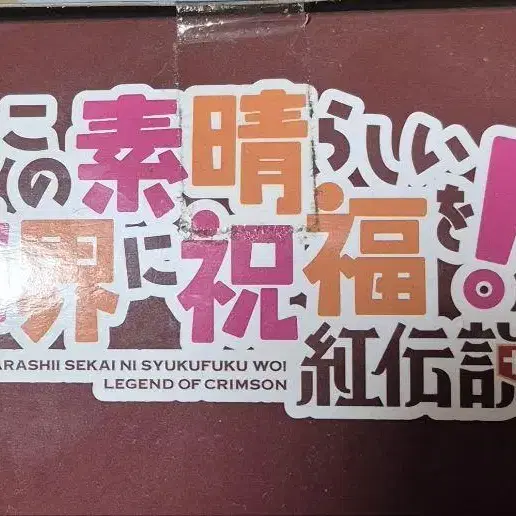 この素晴らしい
界に祝福を!
ARASHII SEKAI NI SYUKUFUKU WO!
LEGEND OF CRIMSON
紅伝説